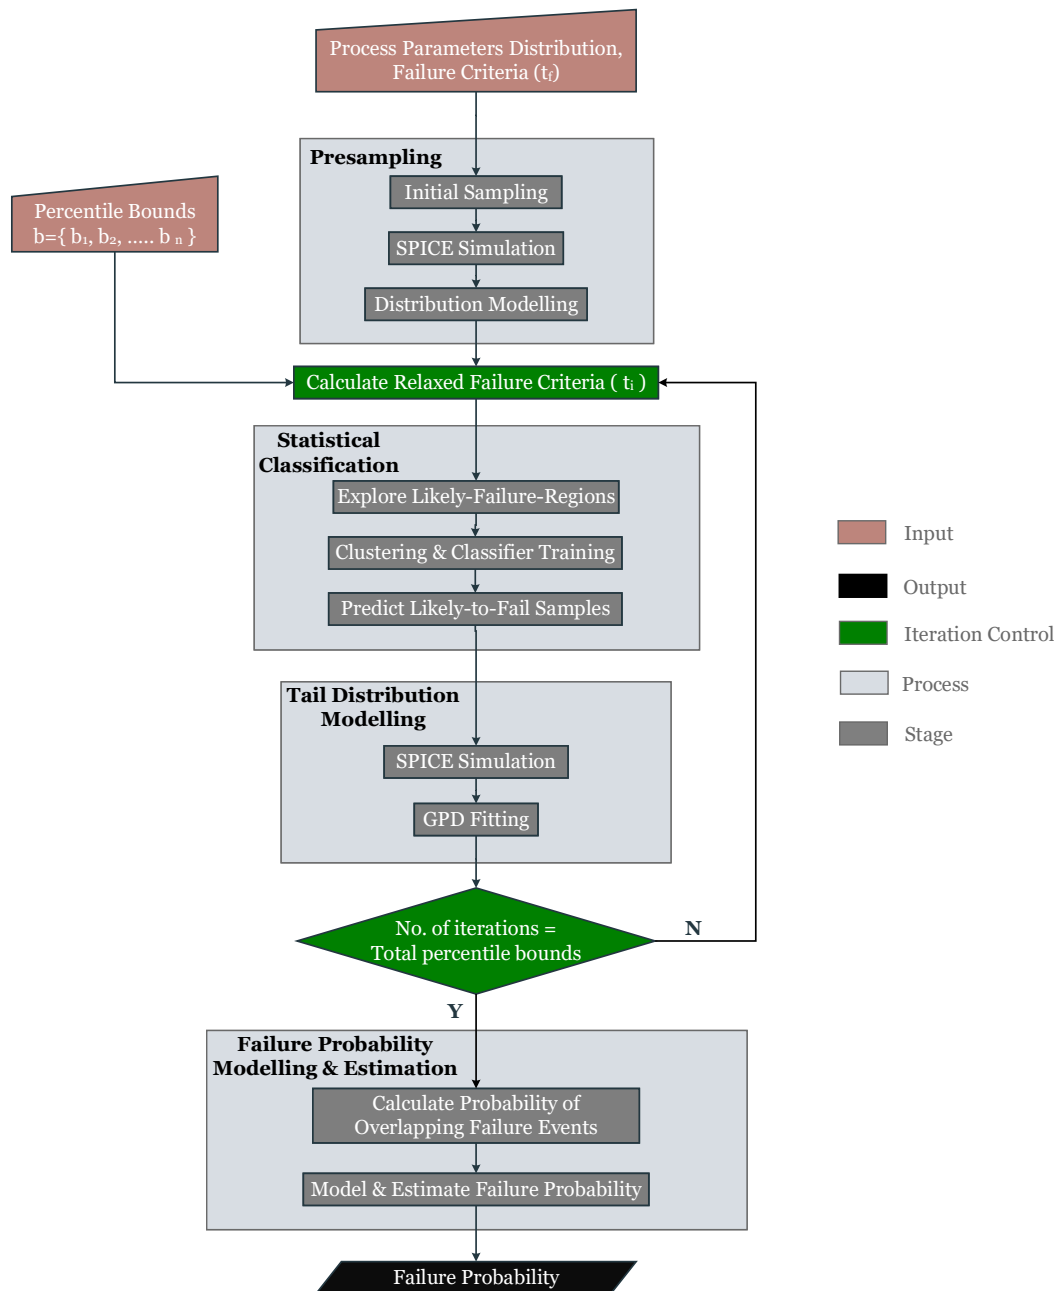 Process Parameters Distribution,
Failure Criteria (t_f)
Presampling
Initial Sampling
SPICE Simulation
Distribution Modelling
Percentile Bounds
b={ b₁, b₂, ..... b ₙ }
Calculate Relaxed Failure Criteria ( tᵢ )
Statistical
Classification
Explore Likely-Failure-Regions
Clustering & Classifier Training
Predict Likely-to-Fail Samples
Tail Distribution
Modelling
SPICE Simulation
GPD Fitting
No. of iterations =
Total percentile bounds
N
Y
Failure Probability
Modelling & Estimation
Calculate Probability of
Overlapping Failure Events
Model & Estimate Failure Probability
Failure Probability
Input
Output
Iteration Control
Process
Stage